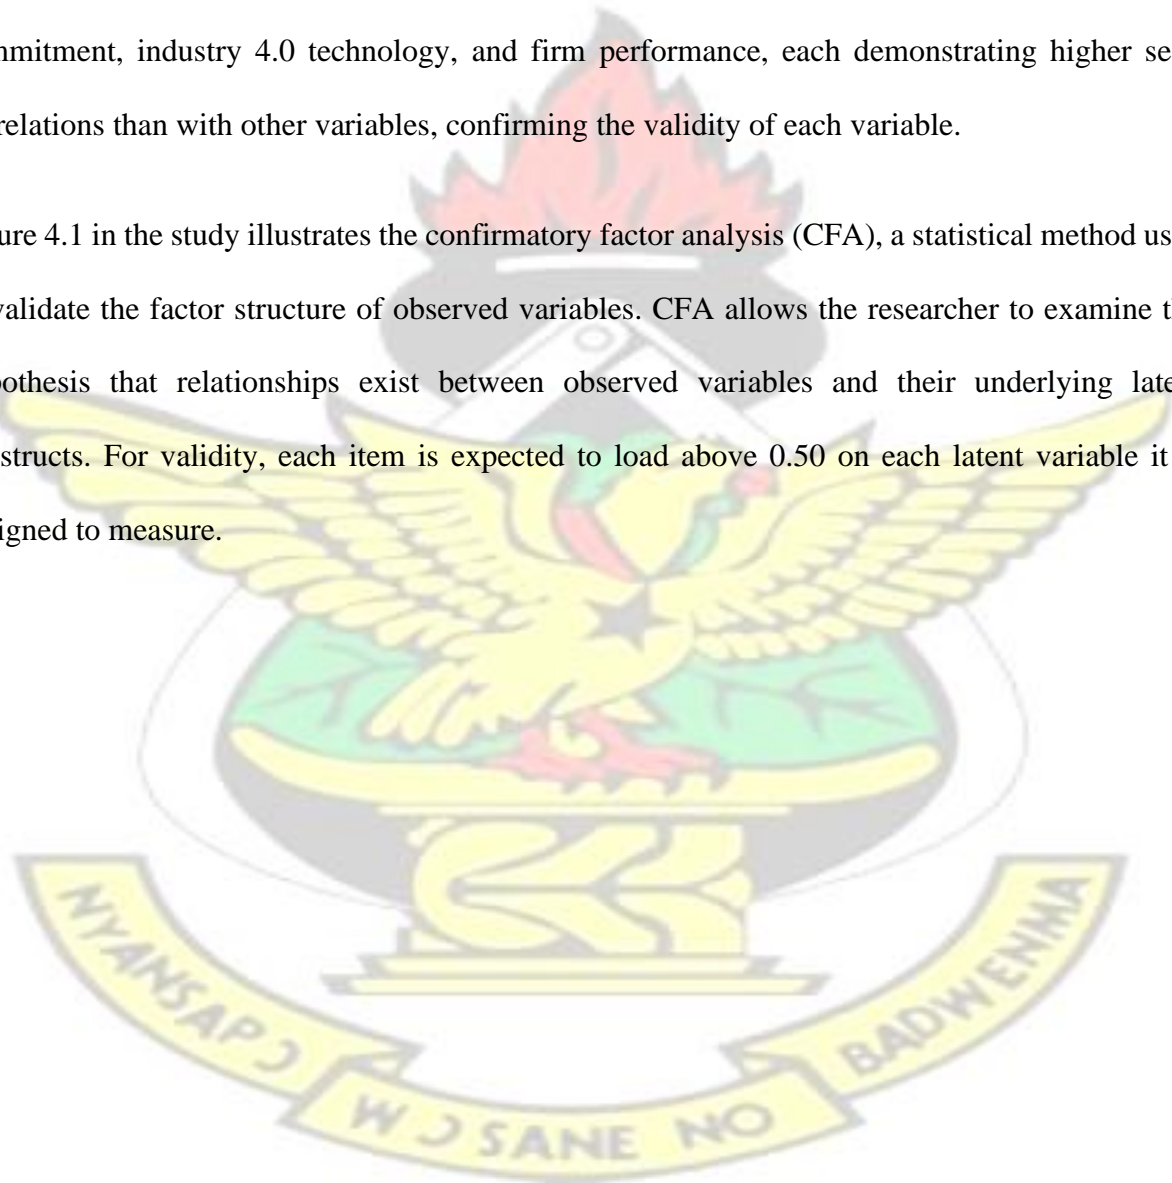 mmitment, industry 4.0 technology, and firm performance, each demonstrating higher se
relations than with other variables, confirming the validity of each variable.
ure 4.1 in the study illustrates the confirmatory factor analysis (CFA), a statistical method us
validate the factor structure of observed variables. CFA allows the researcher to examine th
pothesis that relationships exist between observed variables and their underlying late
structs. For validity, each item is expected to load above 0.50 on each latent variable it
igned to measure.
NYANSAPƆ
WƆ SANE NO
BADWENMA